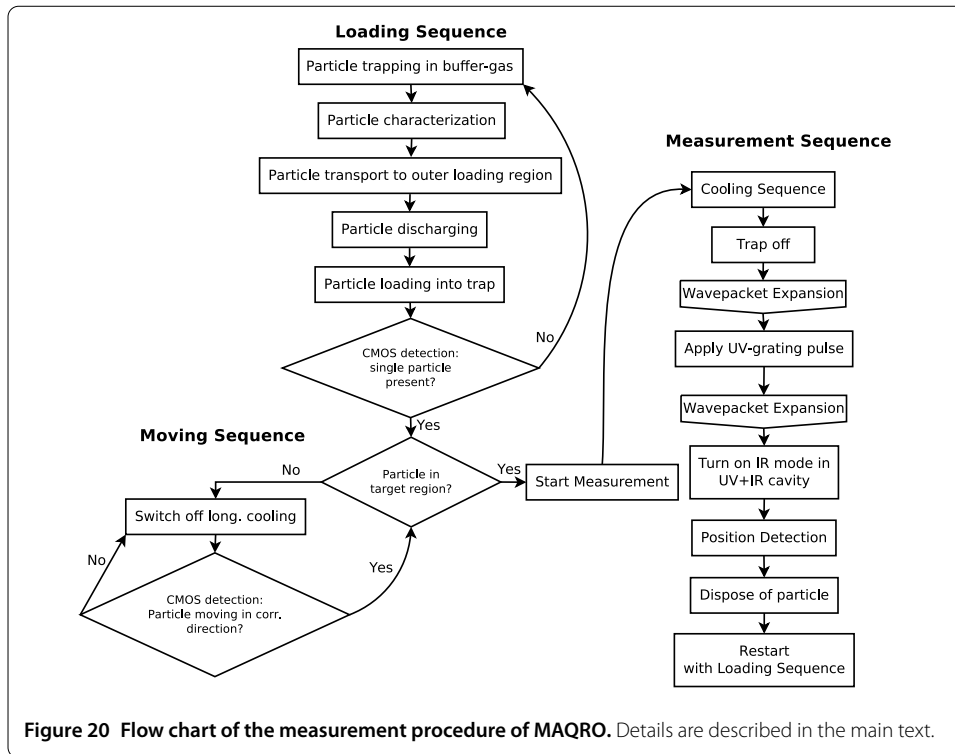 Loading Sequence
Particle trapping in buffer-gas
Particle characterization
Particle transport to outer loading region
Particle discharging
Particle loading into trap
CMOS detection:
single particle
present?
No
Yes
Moving Sequence
Particle in
target region?
No
Yes
Switch off long. cooling
No
CMOS detection:
Particle moving in corr.
direction?
Yes
Start Measurement
Measurement Sequence
Cooling Sequence
Trap off
Wavepacket Expansion
Apply UV-grating pulse
Wavepacket Expansion
Turn on IR mode in
UV+IR cavity
Position Detection
Dispose of particle
Restart
with Loading Sequence
Figure 20 Flow chart of the measurement procedure of MAQRO. Details are described in the main text.